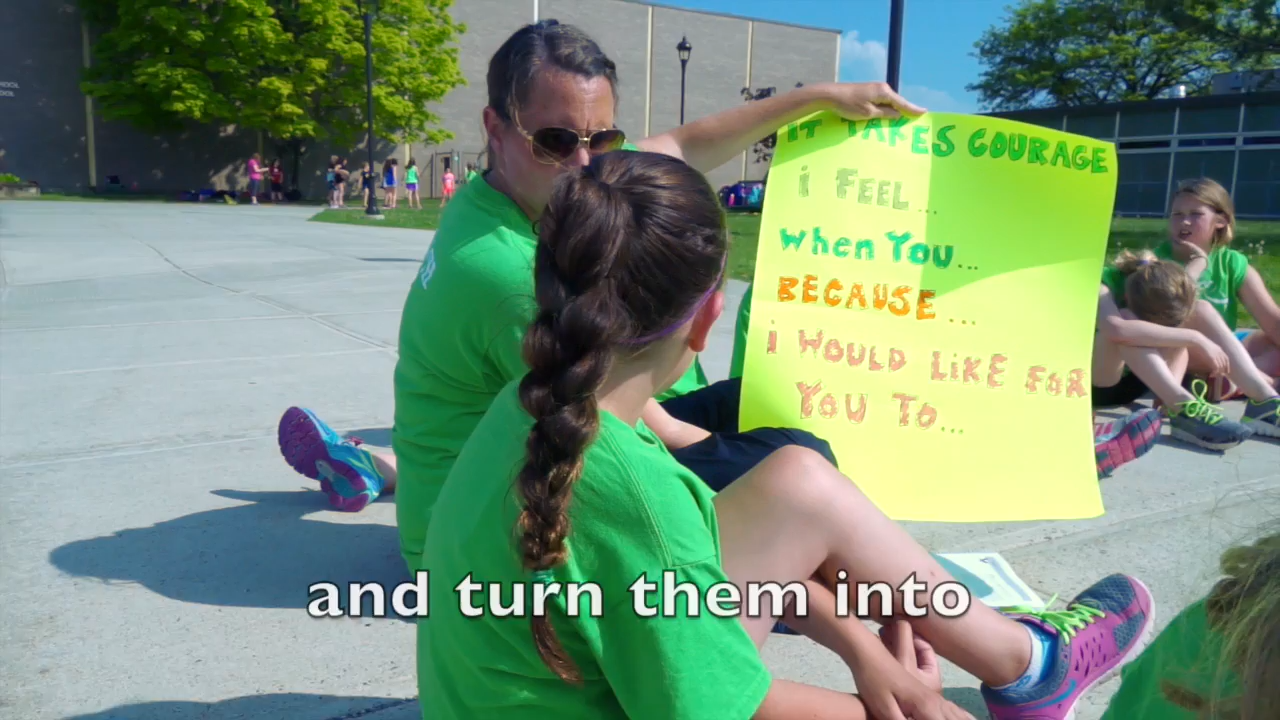 IT TAKES COURAGE
i FEEL...
when YOU...
BECAUSE...
i WOULD LiKE FOR
YOU TO...
and turn them into